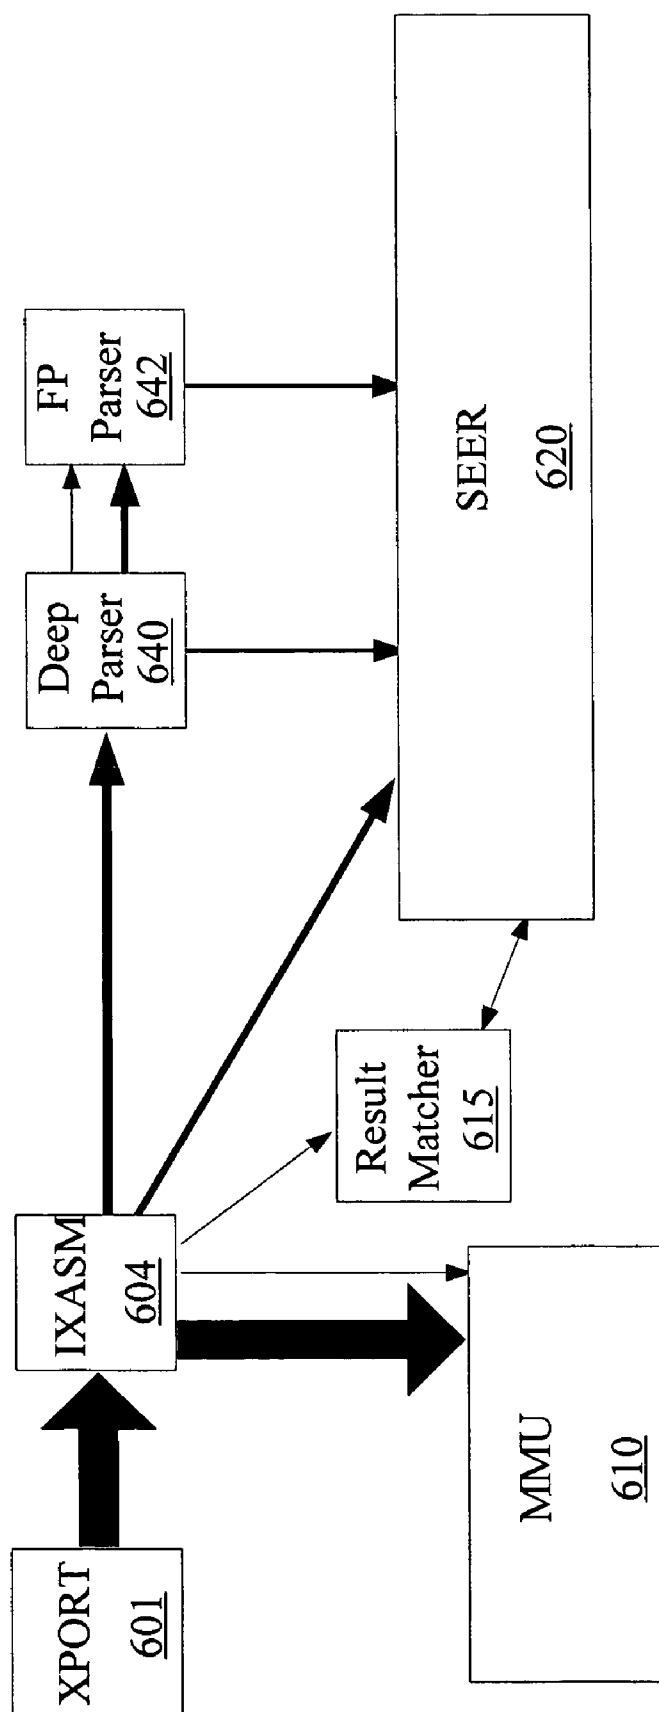 XPORT
601
IXASM
604
Deep
Parser
640
FP
Parser
642
MMU
610
Result
Matcher
615
SEER
620